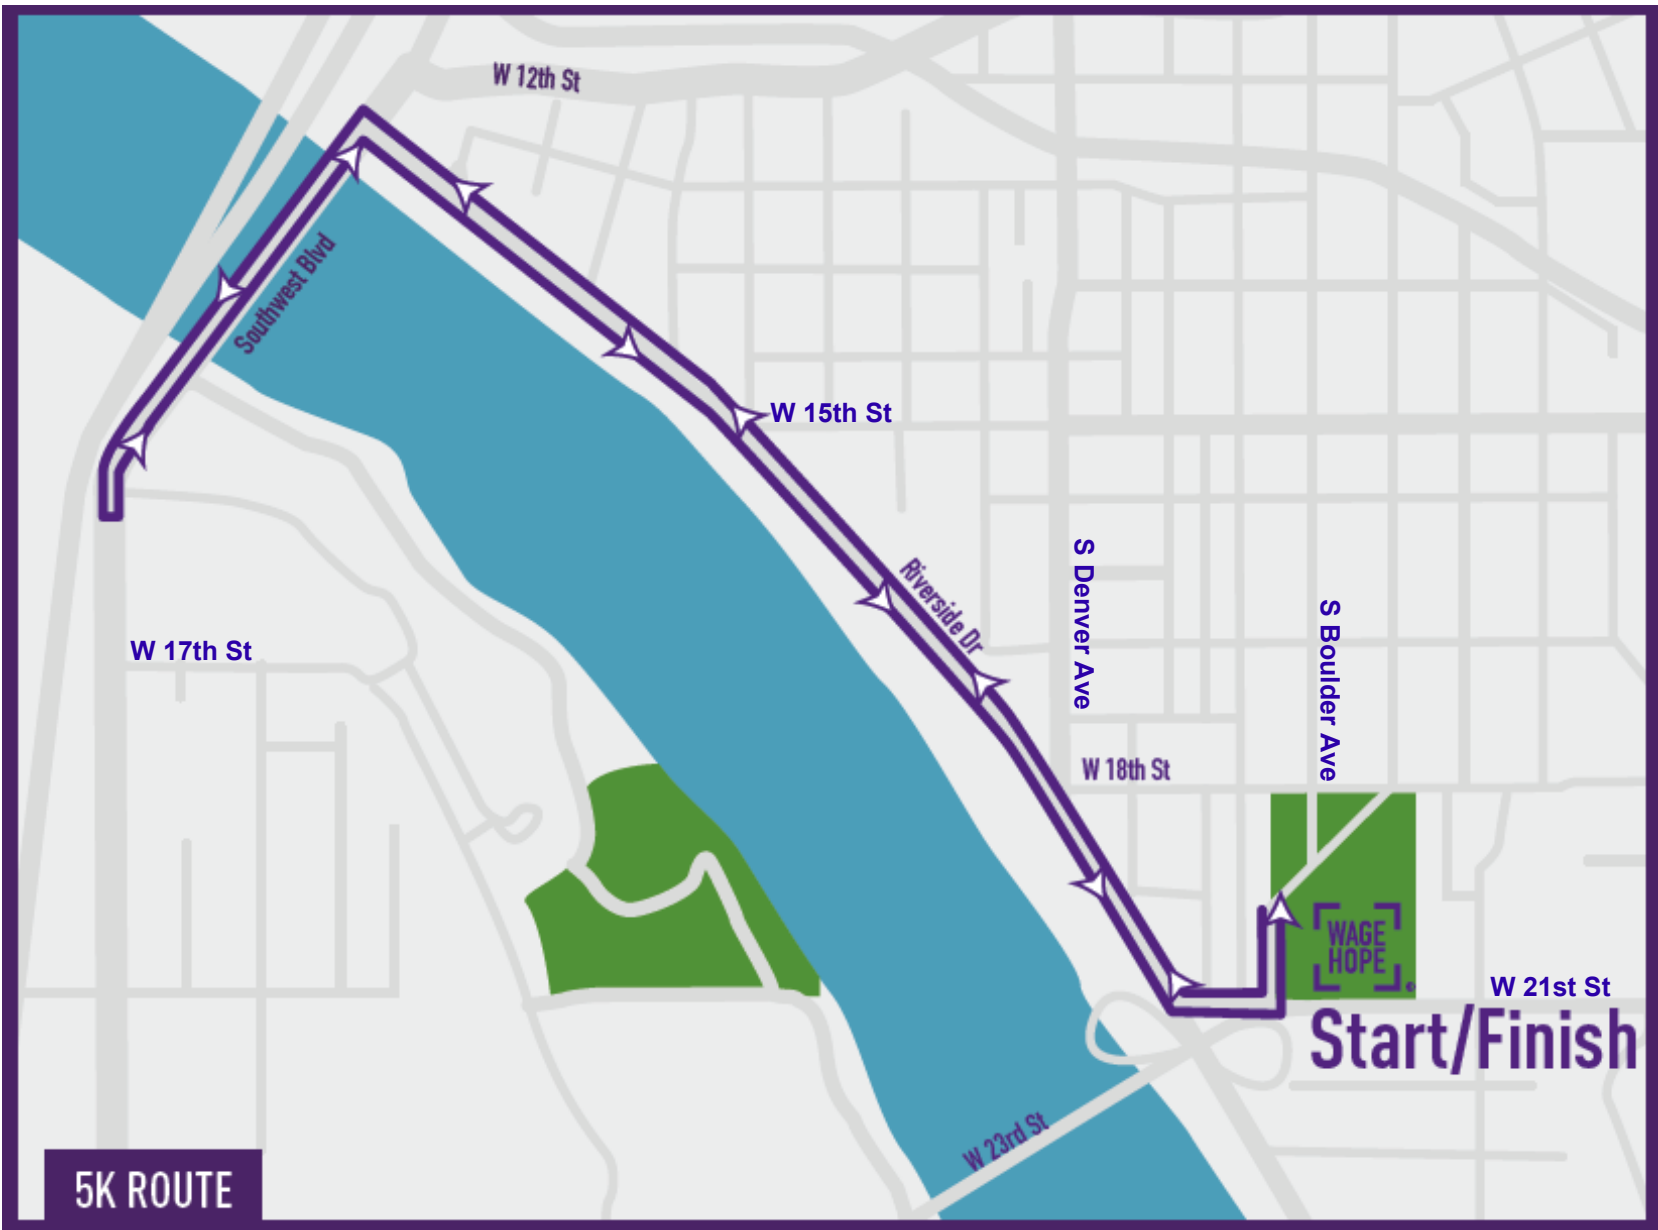 W 12th St
Southwest Blvd
W 15th St
Riverside Dr
S Denver Ave
S Boulder Ave
W 17th St
W 18th St
WAGE
HOPE
W 21st St
Start/Finish
W 23rd St
5K ROUTE